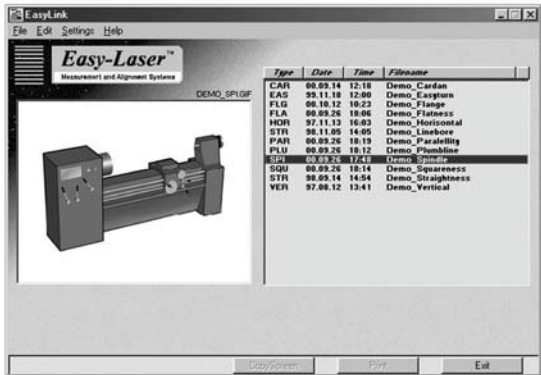 EasyLink
File Edit Settings Help
Easy-Laser™
Measurement and Alignment Systems
DEMO_SPI.GIF
Type Date Time Filename
CAR 00.09.14 12:18 Demo_Cardan
EAS 99.11.18 12:00 Demo_Easyturn
FLG 00.10.12 10:23 Demo_Flange
FLA 00.09.26 18:06 Demo_Flatness
HOR 97.11.13 16:03 Demo_Horisontal
STR 98.11.05 14:05 Demo_Linebore
PAR 00.09.26 18:19 Demo_Paralellity
PLU 00.09.26 18:12 Demo_Plumbline
SPI 00.09.26 17:48 Demo_Spindle
SQU 00.09.26 18:14 Demo_Squareness
STR 98.09.14 14:54 Demo_Straightness
VER 97.08.12 13:41 Demo_Vertical
CopyScreen Print Exit